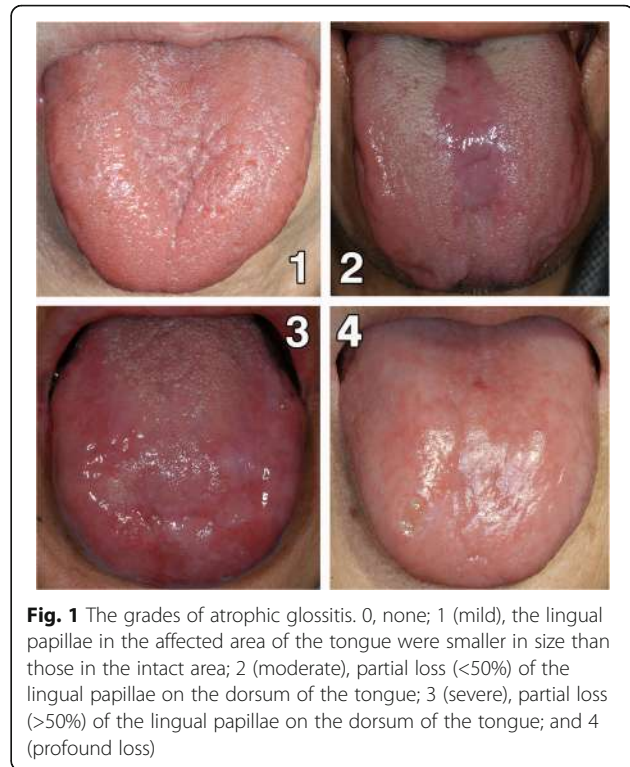 1
2
3
4
Fig. 1 The grades of atrophic glossitis. 0, none; 1 (mild), the lingual
papillae in the affected area of the tongue were smaller in size than
those in the intact area; 2 (moderate), partial loss (<50%) of the
lingual papillae on the dorsum of the tongue; 3 (severe), partial loss
(>50%) of the lingual papillae on the dorsum of the tongue; and 4
(profound loss)